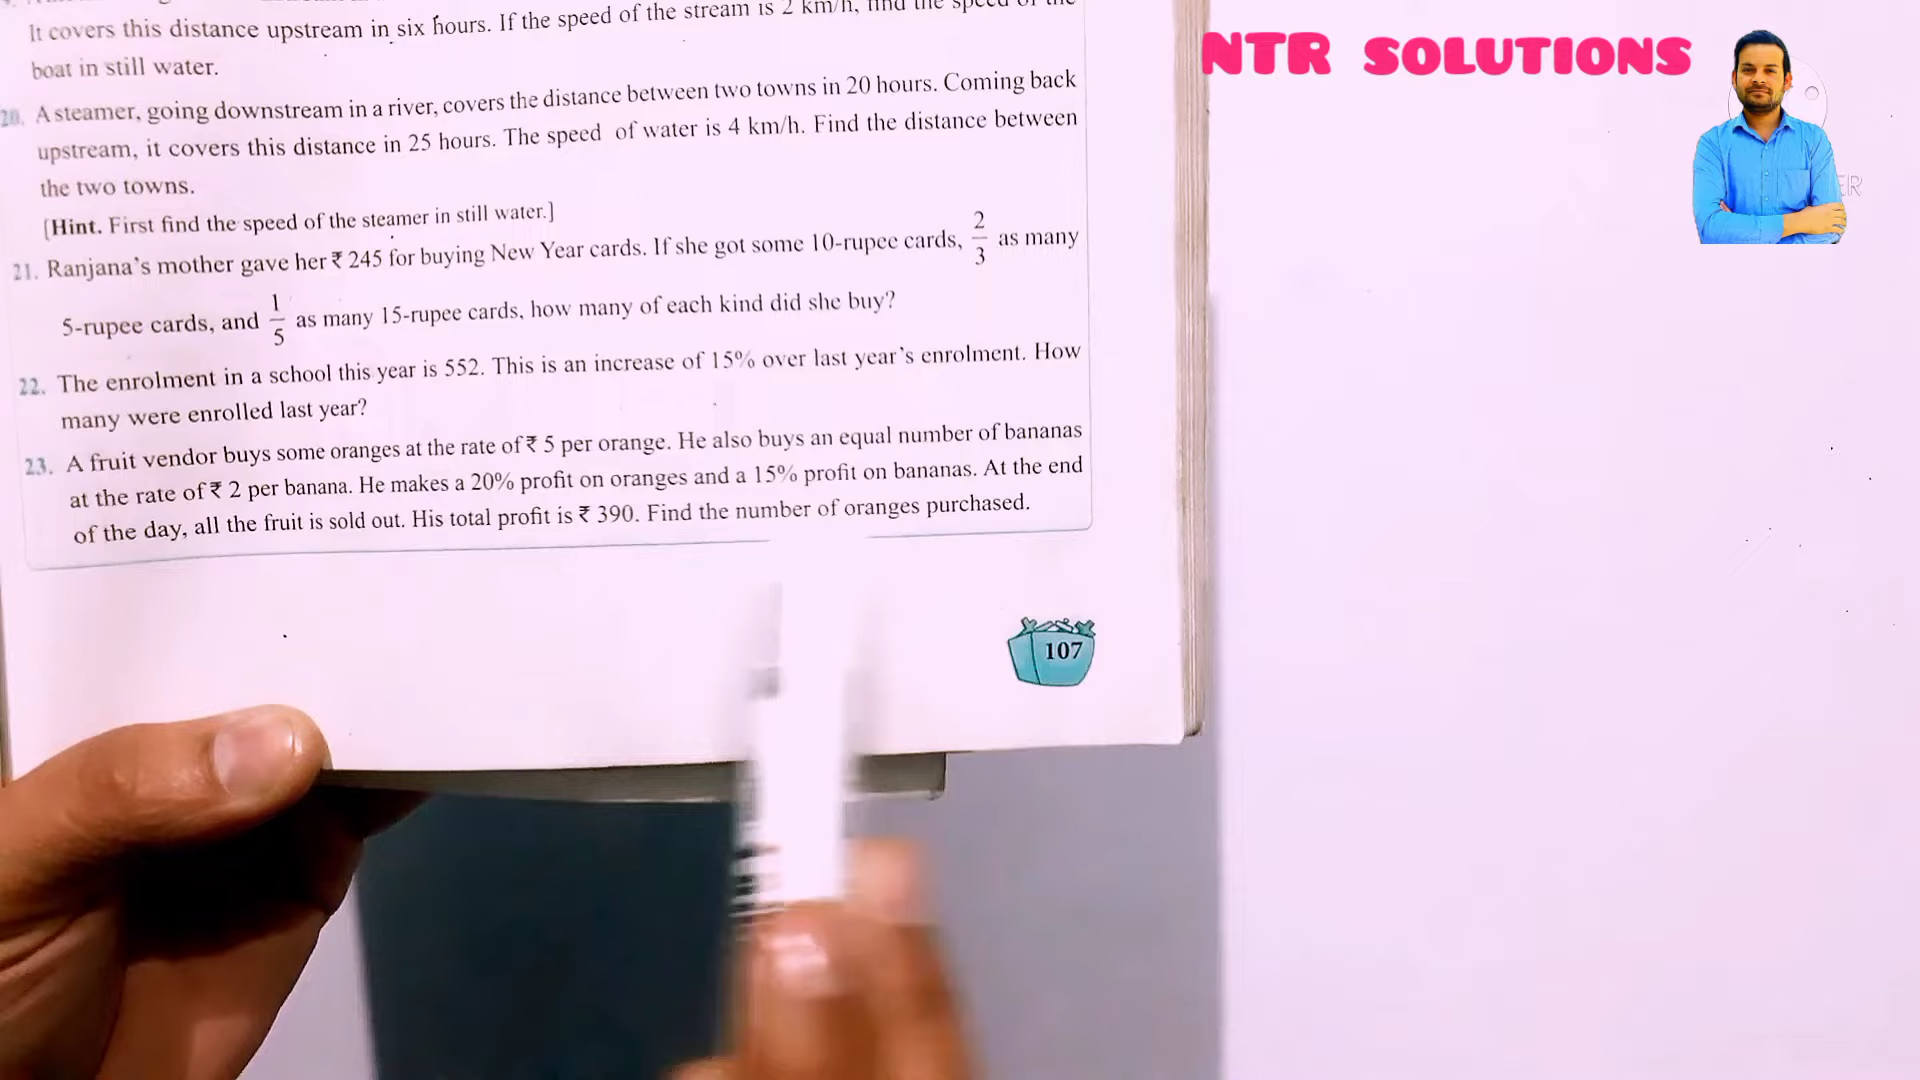 It covers this distance upstream in six hours. If the speed of the stream is 2 km/h, find the speed of the
boat in still water.
20. A steamer, going downstream in a river, covers the distance between two towns in 20 hours. Coming back
upstream, it covers this distance in 25 hours. The speed of water is 4 km/h. Find the distance between
the two towns.
[Hint. First find the speed of the steamer in still water.]
21. Ranjana's mother gave her ₹ 245 for buying New Year cards. If she got some 10-rupee cards, 2/3 as many
5-rupee cards, and 1/5 as many 15-rupee cards, how many of each kind did she buy?
22. The enrolment in a school this year is 552. This is an increase of 15% over last year's enrolment. How
many were enrolled last year?
23. A fruit vendor buys some oranges at the rate of ₹ 5 per orange. He also buys an equal number of bananas
at the rate of ₹ 2 per banana. He makes a 20% profit on oranges and a 15% profit on bananas. At the end
of the day, all the fruit is sold out. His total profit is ₹ 390. Find the number of oranges purchased.
107
NTR SOLUTIONS
ER